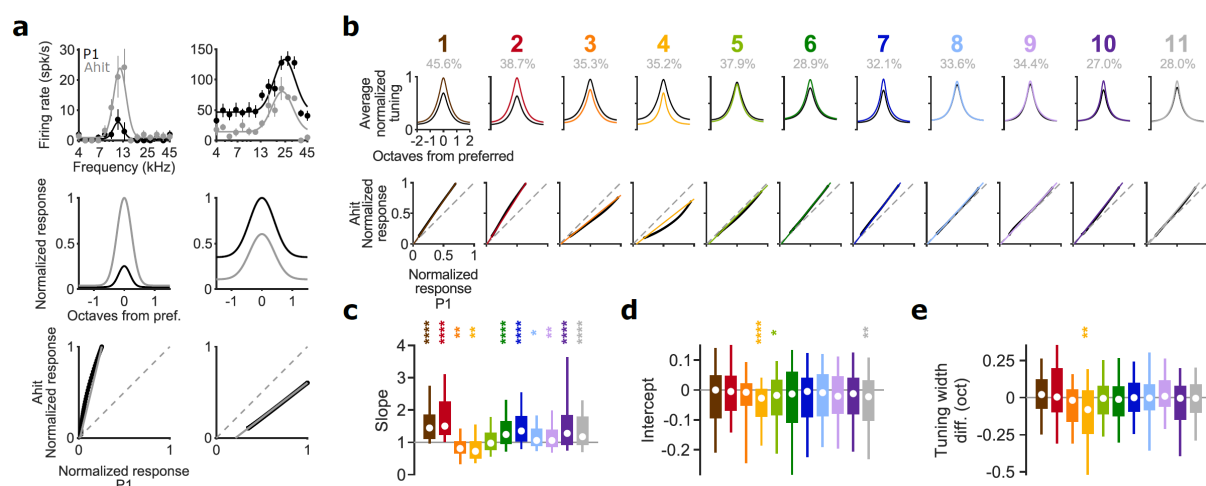 a
Firing rate (spk/s)
30
20
10
0
P1
Ahit
4 7 13 25 45
Frequency (kHz)
150
100
50
0
4 7 13 25 45
Normalized response
1
0.5
0
-1 0 1
Octaves from pref.
1
0.5
0
-1 0 1
Ahit
Normalized response
1
0
0 1
Normalized response
P1
1
0
0 1
b
1 2 3 4 5 6 7 8 9 10 11
45.6% 38.7% 35.3% 35.2% 37.9% 28.9% 32.1% 33.6% 34.4% 27.0% 28.0%
Average
normalized
tuning
1
0
-2 -1 0 1 2
Octaves from preferred
Ahit
Normalized
response
1
0.5
0
0 0.5 1
Normalized
response
P1
c
**** **** ** ** **** **** * ** **** ****
Slope
4
3
2
1
0
d
**** * **
Intercept
0.1
0
-0.1
-0.2
e
**
Tuning width
diff. (oct)
0.25
0
-0.25
-0.5